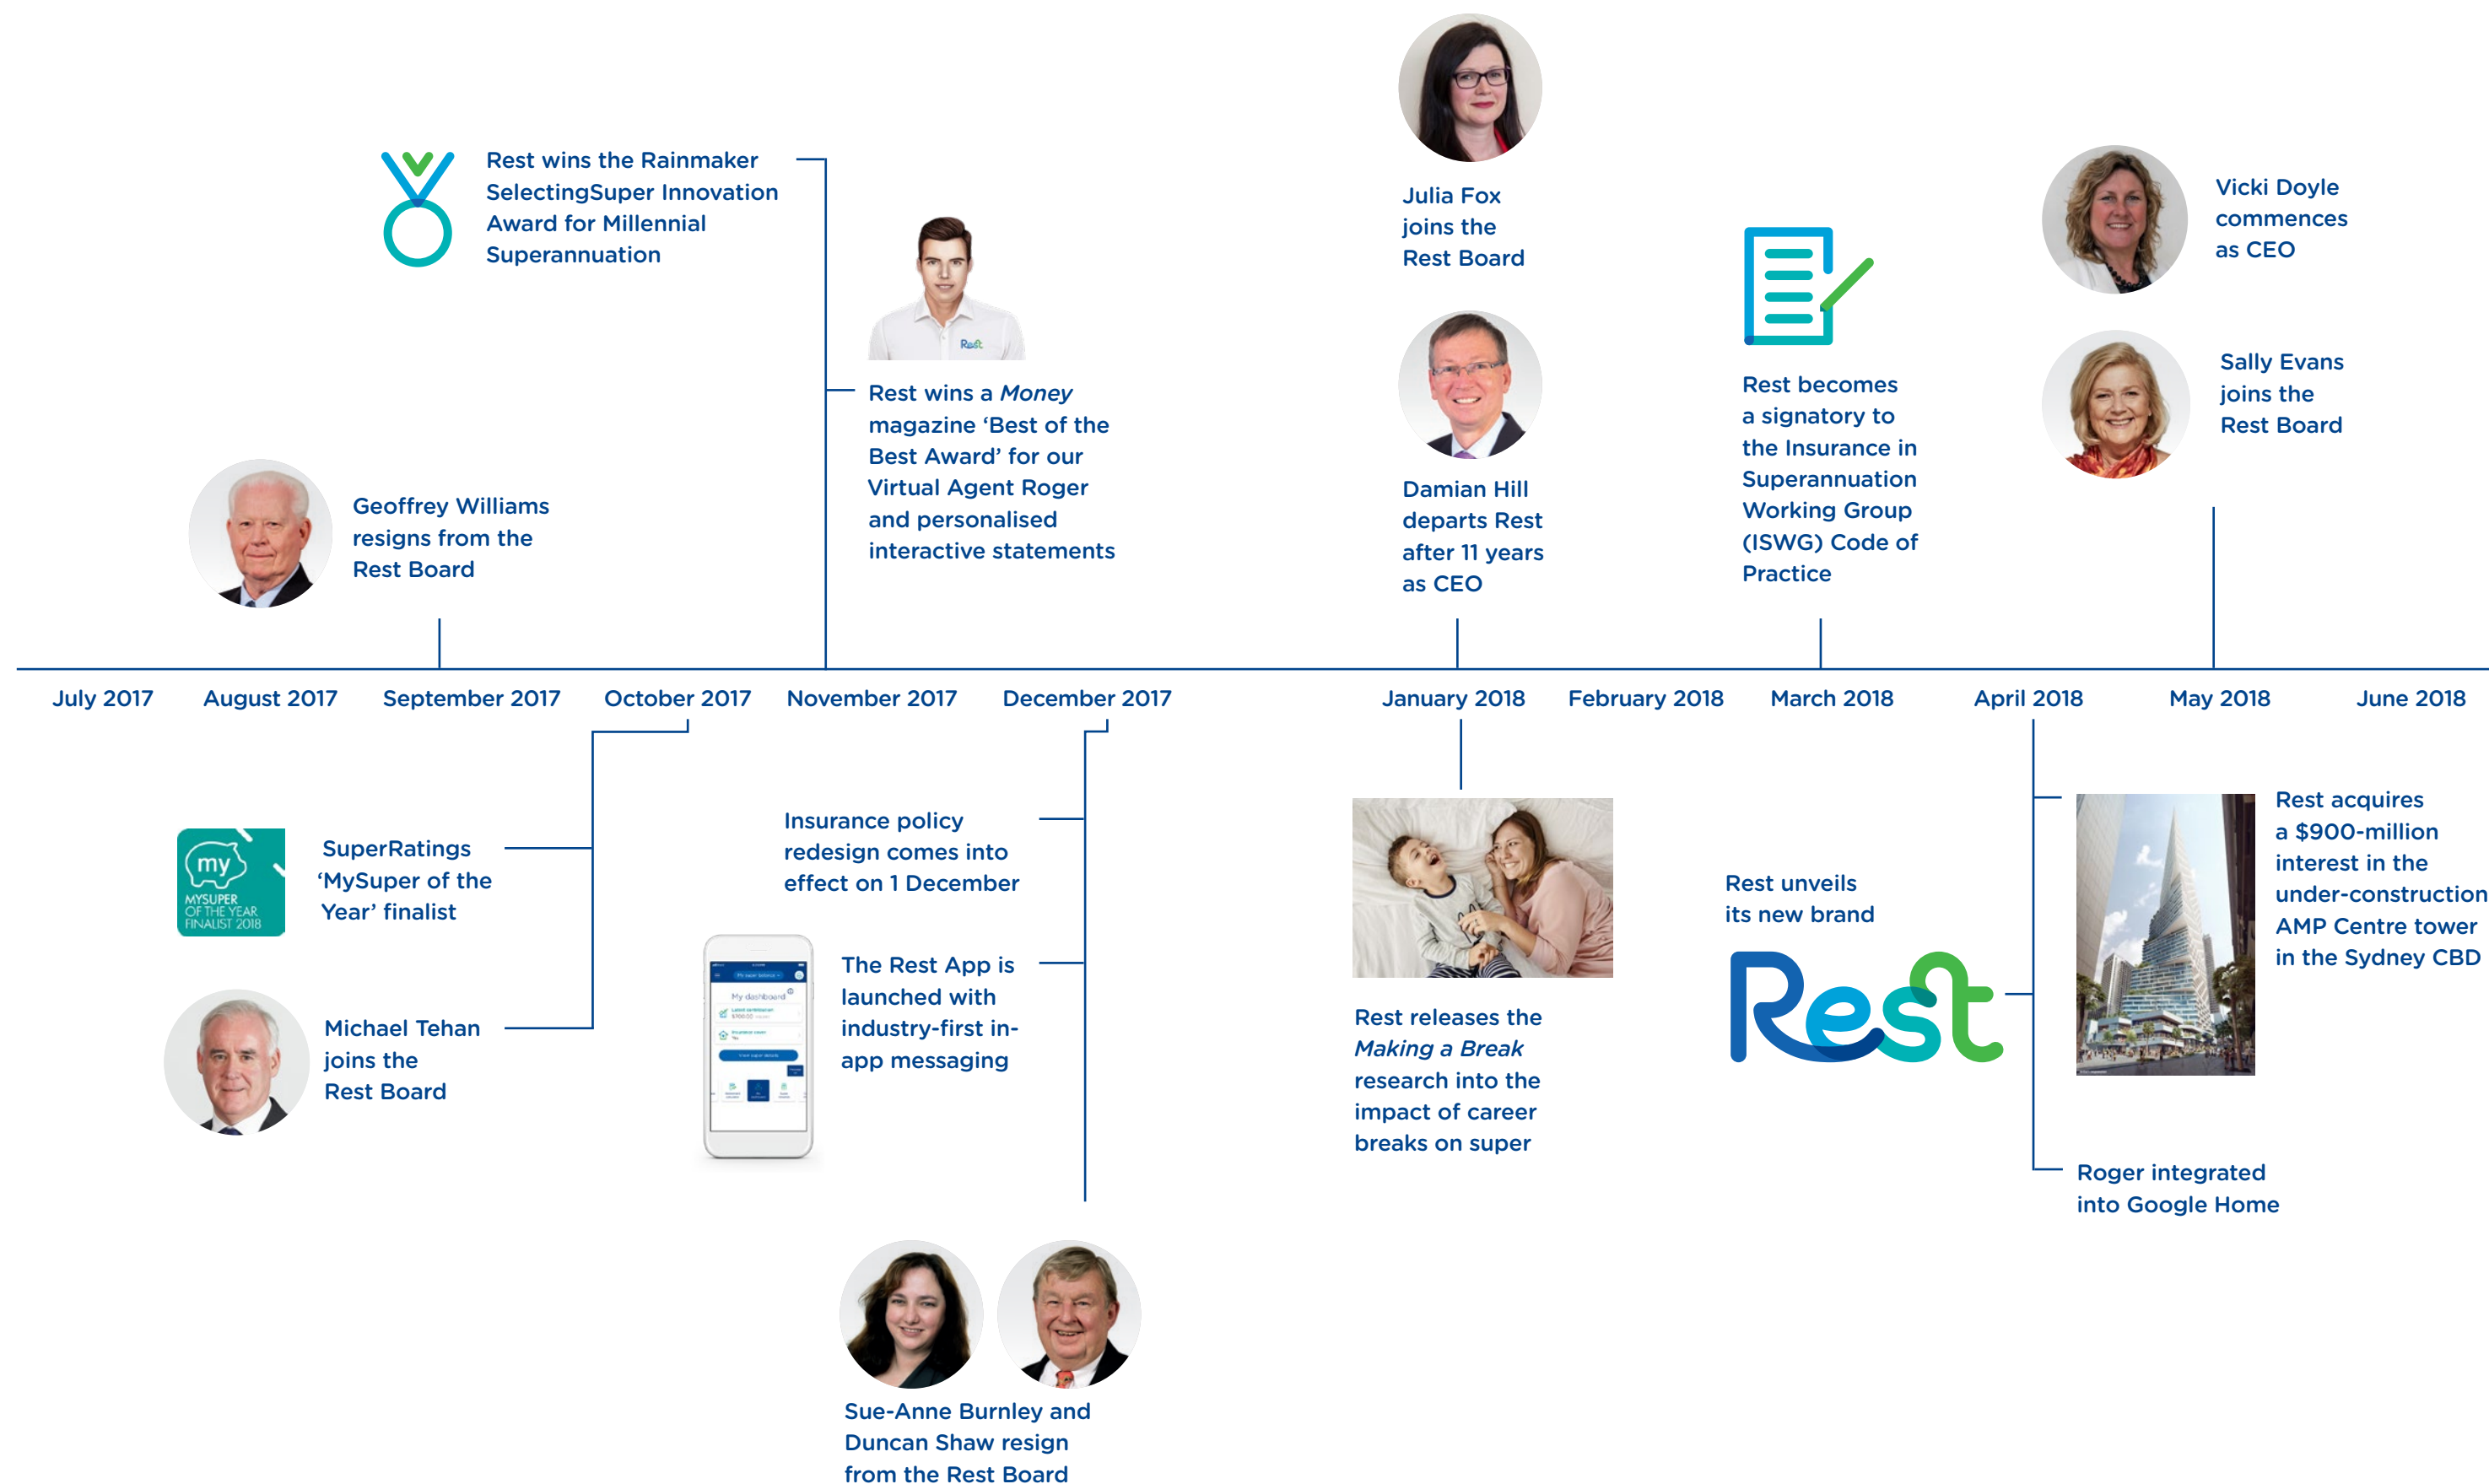 Rest wins the Rainmaker
SelectingSuper Innovation
Award for Millennial
Superannuation
Rest
Rest wins a Money
magazine ‘Best of the
Best Award’ for our
Virtual Agent Roger
and personalised
interactive statements
Geoffrey Williams
resigns from the
Rest Board
Julia Fox
joins the
Rest Board
Damian Hill
departs Rest
after 11 years
as CEO
Rest becomes
a signatory to
the Insurance in
Superannuation
Working Group
(ISWG) Code of
Practice
Vicki Doyle
commences
as CEO
Sally Evans
joins the
Rest Board
July 2017
August 2017
September 2017
October 2017
November 2017
December 2017
January 2018
February 2018
March 2018
April 2018
May 2018
June 2018
my
MYSUPER
OF THE YEAR
FINALIST 2018
SuperRatings
‘MySuper of the
Year’ finalist
Michael Tehan
joins the
Rest Board
Insurance policy
redesign comes into
effect on 1 December
My super balance
My dashboard
View super details
The Rest App is
launched with
industry-first in-
app messaging
Sue-Anne Burnley and
Duncan Shaw resign
from the Rest Board
Rest releases the
Making a Break
research into the
impact of career
breaks on super
Rest unveils
its new brand
Rest
Rest acquires
a $900-million
interest in the
under-construction
AMP Centre tower
in the Sydney CBD
Roger integrated
into Google Home